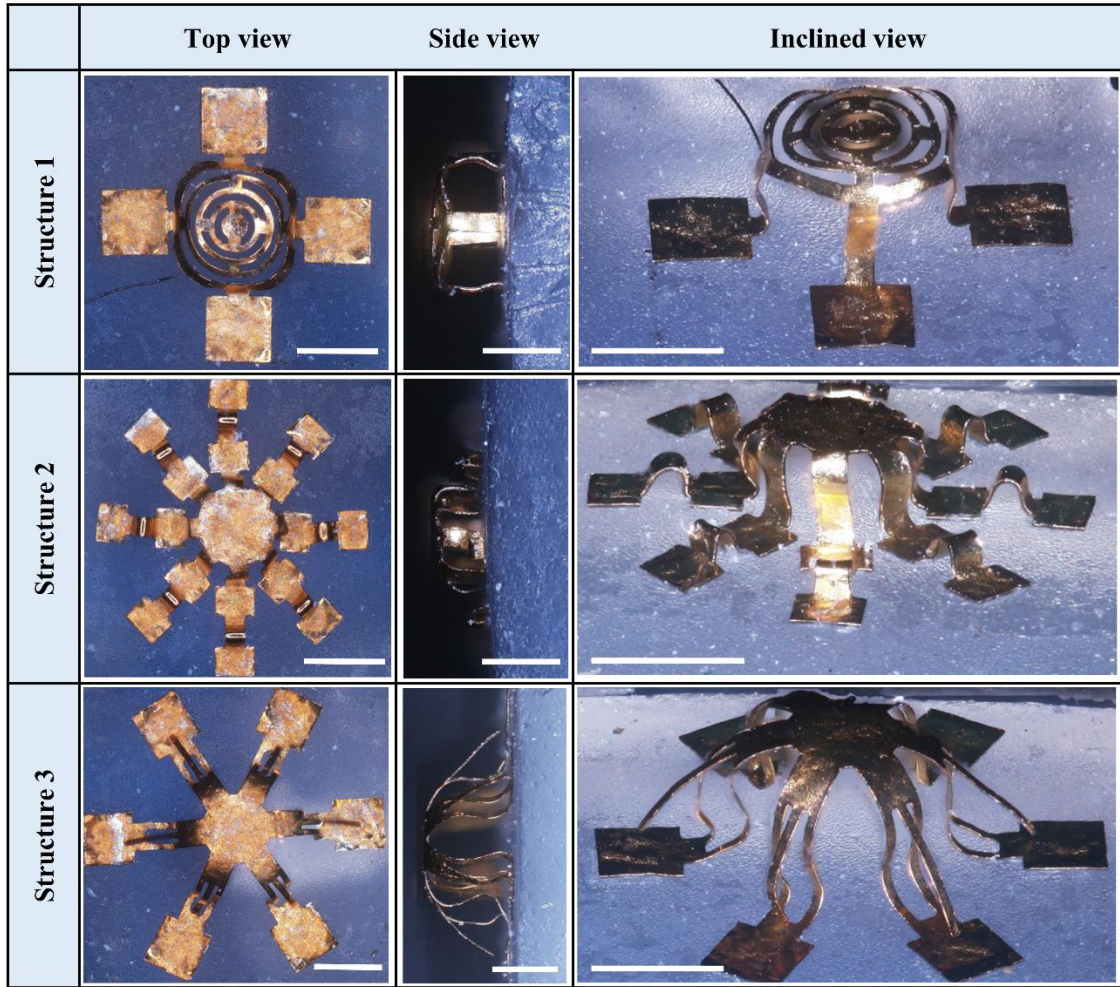 Top view
Side view
Inclined view
Structure 1
Structure 2
Structure 3